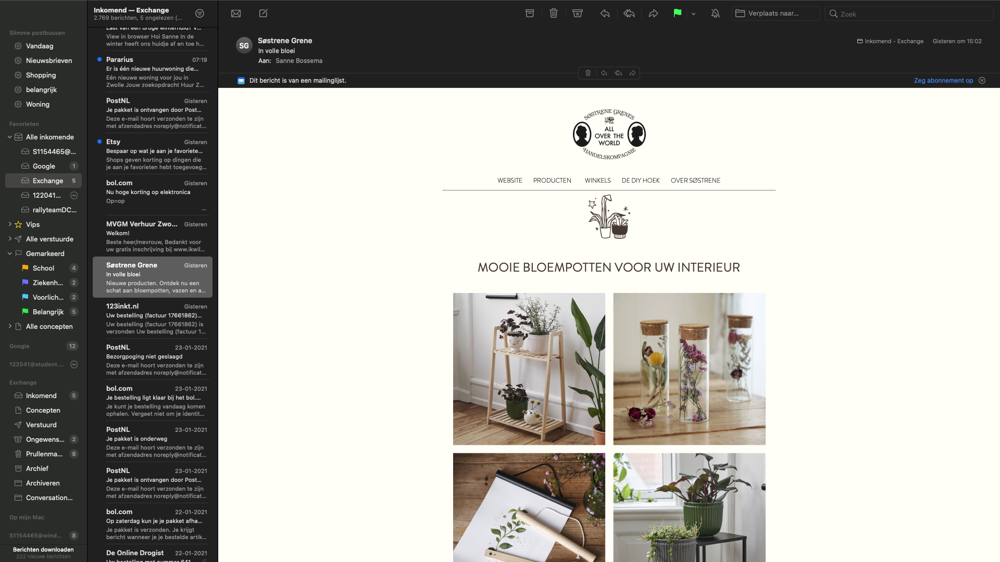 Slimme postbussen
Vandaag
Nieuwsbrieven
Shopping
belangrijk
Woning
Favorieten
Alle inkomende
S1154465@...
Google 1
Exchange 5
122041...
rallyteamDC...
Vips
Alle verstuurde
Gemarkeerd
School 4
Ziekenh... 2
Voorlich... 2
Belangrijk 5
Alle concepten
Google 12
122041@student....
Exchange
Inkomend 5
Concepten
Verstuurd
Ongewens... 2
Prullenma... 8
Archief
Archiveren
Conversation...
Op mijn Mac
S1154465@wind... 8
Berichten downloaden
222 nieuwe berichten
Inkomend — Exchange
2.769 berichten, 5 ongelezen (...
Last van een droge winterhuid? V...
View in browser Hoi Sanne In de
winter heeft ons huidje af en toe h...
Pararius 07:19
Er is één nieuwe huurwoning die...
Eén nieuwe woning voor jou in
Zwolle Jouw zoekopdracht Huur Z...
PostNL Gisteren
Je pakket is ontvangen door Post...
Deze e-mail hoort verzonden te zijn
met afzendadres noreply@notificat...
Etsy Gisteren
Bespaar op wat je aan je favoriete...
Shops geven korting op dingen die
je aan je favorieten hebt toegevoeg...
bol.com Gisteren
Nu hoge korting op elektronica
Op=op
...
MVGM Verhuur Zwo... Gisteren
Welkom!
Beste heer/mevrouw, Bedankt voor
uw gratis inschrijving bij www.ikwil...
Søstrene Grene Gisteren
In volle bloei
Nieuwe producten. Ontdek nu een
schat aan bloempotten, vazen en a...
123inkt.nl Gisteren
Uw bestelling (factuur 17661862)...
Uw bestelling (factuur 17661862) is
verzonden Uw bestelling (factuur 1...
PostNL 23-01-2021
Bezorgpoging niet geslaagd
Deze e-mail hoort verzonden te zijn
met afzendadres noreply@notificat...
bol.com 23-01-2021
Je bestelling ligt klaar bij het bol....
Je kunt je bestelling vandaag komen
ophalen. Vergeet niet om je identit...
PostNL 23-01-2021
Je pakket is onderweg
Deze e-mail hoort verzonden te zijn
met afzendadres noreply@notificat...
PostNL 23-01-2021
Je pakket is ontvangen door Post...
Deze e-mail hoort verzonden te zijn
met afzendadres noreply@notificat...
bol.com 22-01-2021
Op zaterdag kun je je pakket afha...
Je pakket is verzonden. Je krijgt
bericht wanneer je je bestelde artik...
De Online Drogist 22-01-2021
Uw bestelling met nummer 641...
Verplaats naar...
Zoek
SG
Søstrene Grene
In volle bloei
Aan: Sanne Bossema
Inkomend - Exchange Gisteren om 15:02
Dit bericht is van een mailinglijst.
Zeg abonnement op
SØSTRENE GRENES
ALL
OVER THE
WORLD
HANDELSKOMPAGNIE
WEBSITE PRODUCTEN WINKELS DE DIY HOEK OVER SØSTRENE
MOOIE BLOEMPOTTEN VOOR UW INTERIEUR